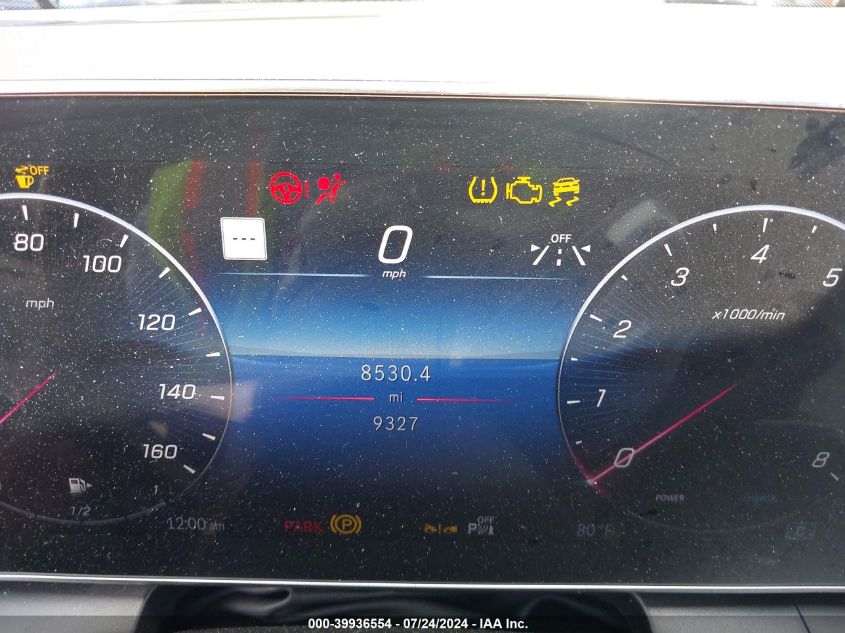 OFF
80
100
mph
120
140
160
1/2
12:00 am
---
0
mph
8530.4
mi
9327
PARK
P
OFF
P
80°F
OFF
0
1
2
3
4
5
8
x1000/min
POWER
CHARGE
000-39936554 / 07/24/2024 - IAA Inc.